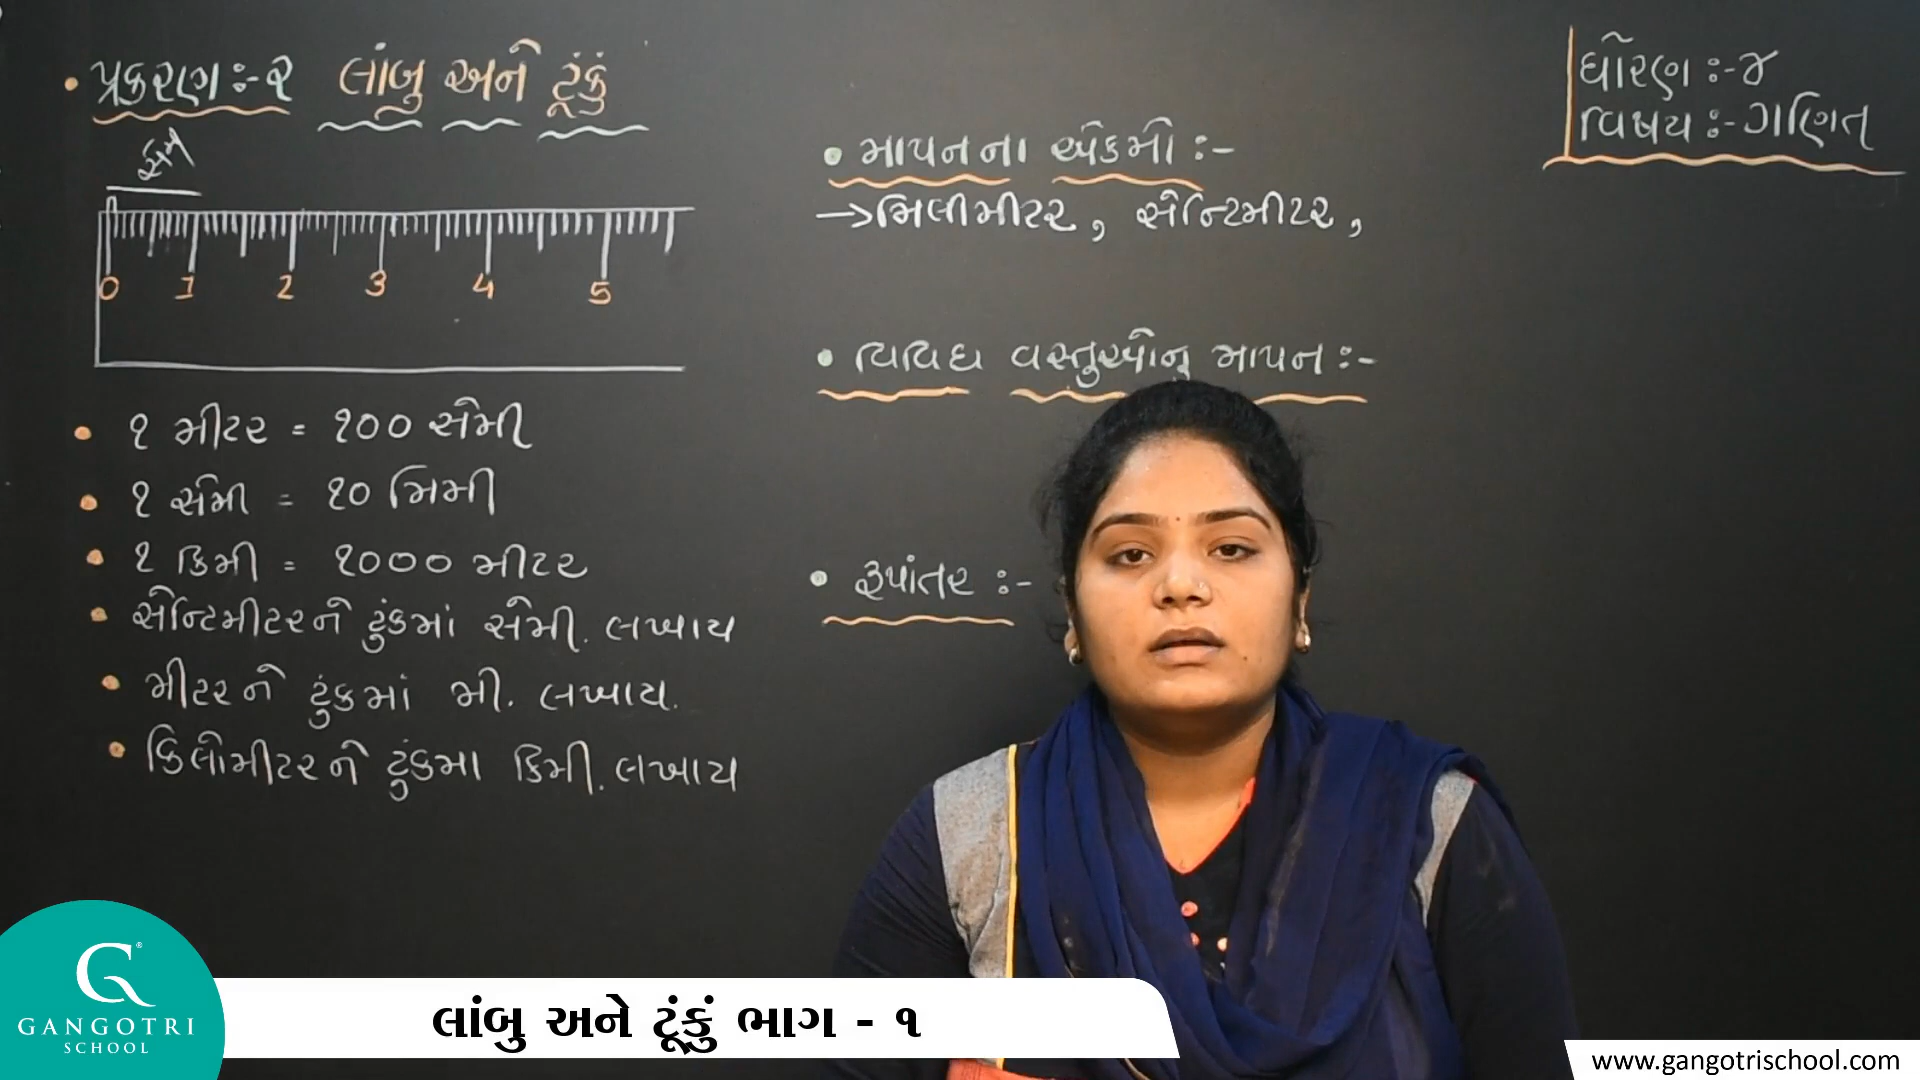 • પ્રકરણ :- ૨ લાંબુ અને ટૂંકું
0 1 2 3 4 5
• ૧ મીટર = ૧૦૦ સેમી
• ૧ સેમી = ૧૦ મિમી
• ૧ કિમી = ૧૦૦૦ મીટર
• સેન્ટિમીટરને ટુંકમાં સેમી. લખાય
• મીટરને ટુંકમાં મી. લખાય.
• કિલોમીટરને ટુંકમા કિમી. લખાય
• માપનના એકમો :-
→ મિલીમીટર, સેન્ટિમીટર,
• વિવિધ વસ્તુઓનુ માપન :-
• રૂપાંતર :-
ધોરણ :- ૪
વિષય :- ગણિત
GANGOTRI
SCHOOL
લાંબુ અને ટૂંકું ભાગ - ૧
www.gangotrischool.com